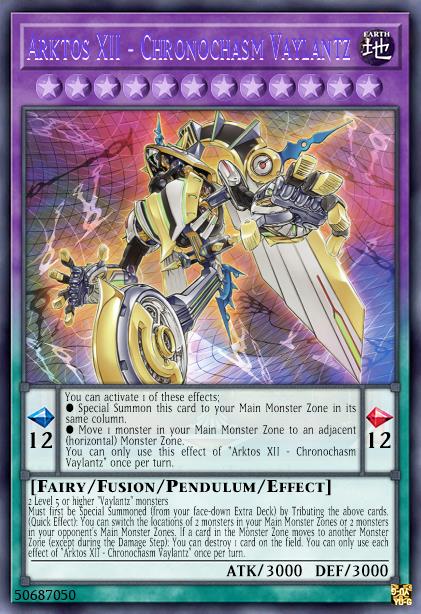 Arktos XII - Chronochasm Vaylantz
EARTH
地
You can activate 1 of these effects;
● Special Summon this card to your Main Monster Zone in its
same column.
● Move 1 monster in your Main Monster Zone to an adjacent
(horizontal) Monster Zone.
You can only use this effect of "Arktos XII - Chronochasm
Vaylantz" once per turn.
12
12
[Fairy/Fusion/Pendulum/Effect]
2 Level 5 or higher "Vaylantz" monsters
Must first be Special Summoned (from your face-down Extra Deck) by Tributing the above cards.
(Quick Effect): You can switch the locations of 2 monsters in your Main Monster Zones or 2 monsters
in your opponent's Main Monster Zones. If a card in the Monster Zone moves to another Monster
Zone (except during the Damage Step): You can destroy 1 card on the field. You can only use each
effect of "Arktos XII - Chronochasm Vaylantz" once per turn.
ATK/3000 DEF/3000
50687050